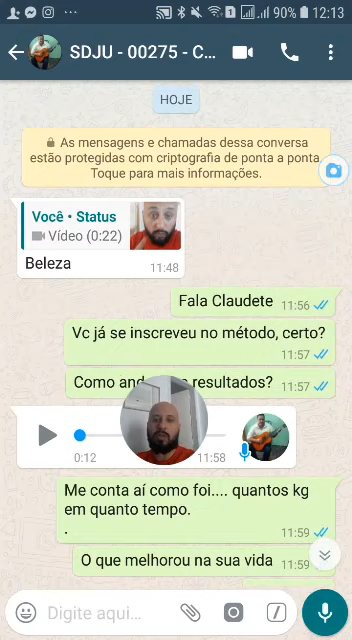 90% 12:13
SDJU - 00275 - C...
HOJE
As mensagens e chamadas dessa conversa
estão protegidas com criptografia de ponta a ponta.
Toque para mais informações.
Você • Status
Vídeo (0:22)
Beleza 11:48
Fala Claudete 11:56
Vc já se inscreveu no método, certo?
11:57
Como resultados? 11:57
0:12 11:58
Me conta aí como foi.... quantos kg
em quanto tempo.
. 11:59
O que melhorou na sua vida 11:59
Digite aqui...